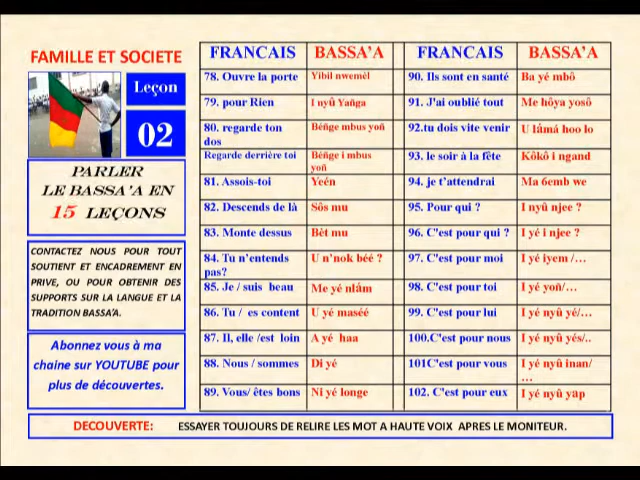 FAMILLE ET SOCIETE
Leçon
02
PARLER
LE BASSA'A EN
15 LEÇONS
CONTACTEZ NOUS POUR TOUT
SOUTIENT ET ENCADREMENT EN
PRIVE, OU POUR OBTENIR DES
SUPPORTS SUR LA LANGUE ET LA
TRADITION BASSA'A.
Abonnez vous à ma
chaine sur YOUTUBE pour
plus de découvertes.
FRANCAIS BASSA'A
78. Ouvre la porte Yibil nwemèl
79. pour Rien I nyû Yañga
80. regarde ton Béñge mbus yoñ
dos
Regarde derrière toi Béñge i mbus
yoñ
81. Assois-toi Yeén
82. Descends de là Sôs mu
83. Monte dessus Bét mu
84. Tu n'entends U n'nok béé ?
pas?
85. Je / suis beau Me yé nlâm
86. Tu / es content U yé maséé
87. Il, elle /est loin A yé haa
88. Nous / sommes Di yé
89. Vous/ êtes bons Ni yé longe
FRANCAIS BASSA'A
90. Ils sont en santé Ba yé mbô
91. J'ai oublié tout Me hôya yosô
92.tu dois vite venir U lâmá hoo lo
93. le soir à la fête Kôkô i ngand
94. je t'attendrai Ma 6emb we
95. Pour qui ? I nyû njee ?
96. C'est pour qui ? I yé i njee ?
97. C'est pour moi I yé iyem /…
98. C'est pour toi I yé yoñ/…
99. C'est pour lui I yé nyû yé/…
100.C'est pour nous I yé nyû yés/..
101C'est pour vous I yé nyû inan/
…
102. C'est pour eux I yé nyû yap
DECOUVERTE: ESSAYER TOUJOURS DE RELIRE LES MOT A HAUTE VOIX APRES LE MONITEUR.